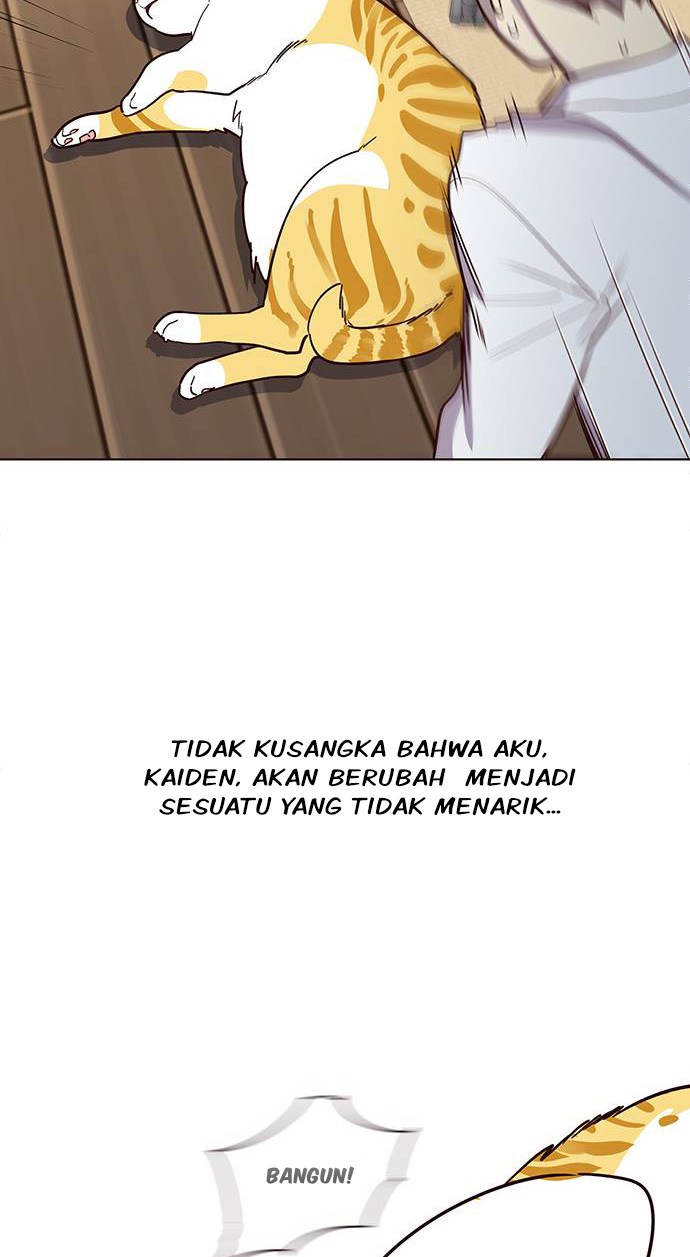 TIDAK KUSANGKA BAHWA AKU,
KAIDEN, AKAN BERUBAH MENJADI
SESUATU YANG TIDAK MENARIK...
BANGUN!